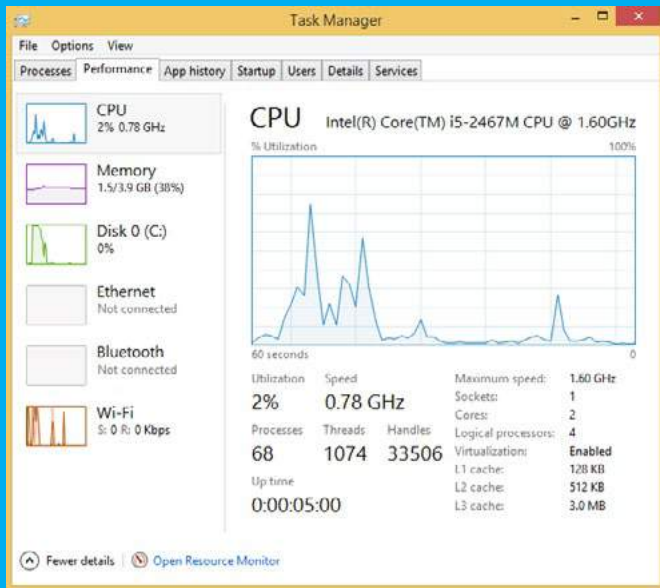 Task Manager
File Options View
Processes Performance App history Startup Users Details Services
CPU
2% 0.78 GHz
Memory
1.5/3.9 GB (38%)
Disk 0 (C:)
0%
Ethernet
Not connected
Bluetooth
Not connected
Wi-Fi
S: 0 R: 0 Kbps
CPU Intel(R) Core(TM) i5-2467M CPU @ 1.60GHz
% Utilization 100%
60 seconds 0
Utilization Speed
2% 0.78 GHz
Processes Threads Handles
68 1074 33506
Up time
0:00:05:00
Maximum speed: 1.60 GHz
Sockets: 1
Cores: 2
Logical processors: 4
Virtualization: Enabled
L1 cache: 128 KB
L2 cache: 512 KB
L3 cache: 3.0 MB
Fewer details Open Resource Monitor